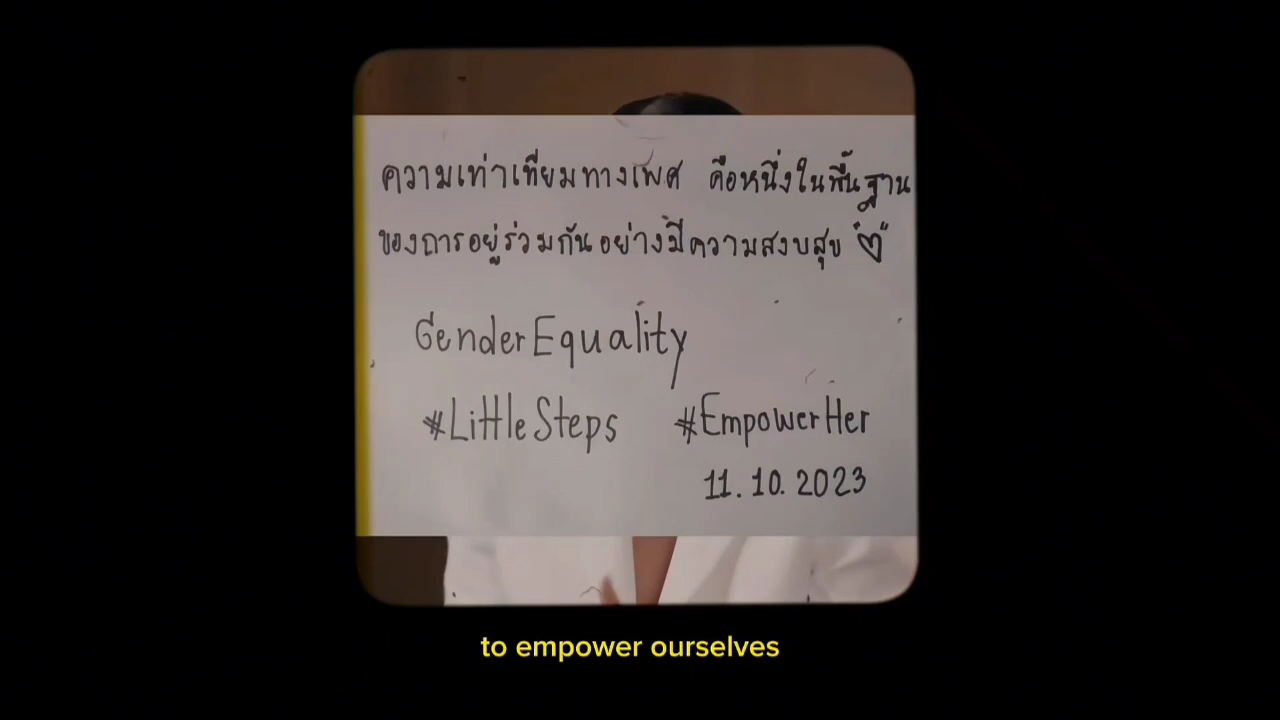 ความเท่าเทียมทางเพศ คือหนึ่งในพื้นฐาน
ของการอยู่ร่วมกันอย่างมีความสงบสุข
Gender Equality
#LittleSteps #EmpowerHer
11.10.2023
to empower ourselves